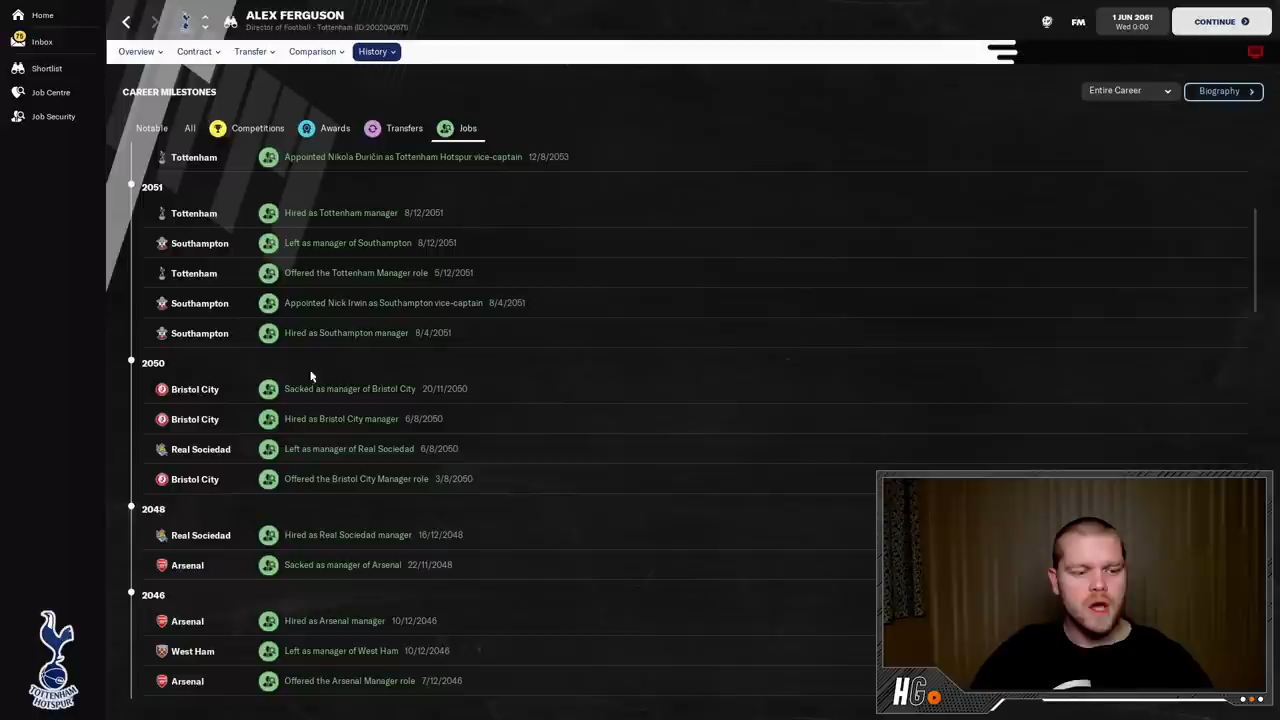 Home
75
Inbox
Shortlist
Job Centre
Job Security
ALEX FERGUSON
Director of Football - Tottenham (ID:2002042671)
FM
1 JUN 2061
Wed 0:00
CONTINUE
Overview
Contract
Transfer
Comparison
History
CAREER MILESTONES
Entire Career
Biography
Notable
All
Competitions
Awards
Transfers
Jobs
Tottenham Appointed Nikola Đuričin as Tottenham Hotspur vice-captain 12/8/2053
2051
Tottenham Hired as Tottenham manager 8/12/2051
Southampton Left as manager of Southampton 8/12/2051
Tottenham Offered the Tottenham Manager role 5/12/2051
Southampton Appointed Nick Irwin as Southampton vice-captain 8/4/2051
Southampton Hired as Southampton manager 8/4/2051
2050
Bristol City Sacked as manager of Bristol City 20/11/2050
Bristol City Hired as Bristol City manager 6/8/2050
Real Sociedad Left as manager of Real Sociedad 6/8/2050
Bristol City Offered the Bristol City Manager role 3/8/2050
2048
Real Sociedad Hired as Real Sociedad manager 16/12/2048
Arsenal Sacked as manager of Arsenal 22/11/2048
2046
Arsenal Hired as Arsenal manager 10/12/2046
West Ham Left as manager of West Ham 10/12/2046
Arsenal Offered the Arsenal Manager role 7/12/2046
TOTTENHAM
HOTSPUR
HG